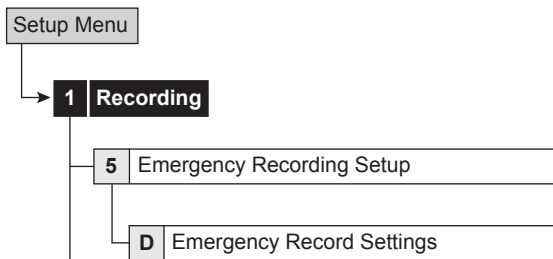 Setup Menu
1 Recording
5 Emergency Recording Setup
D Emergency Record Settings